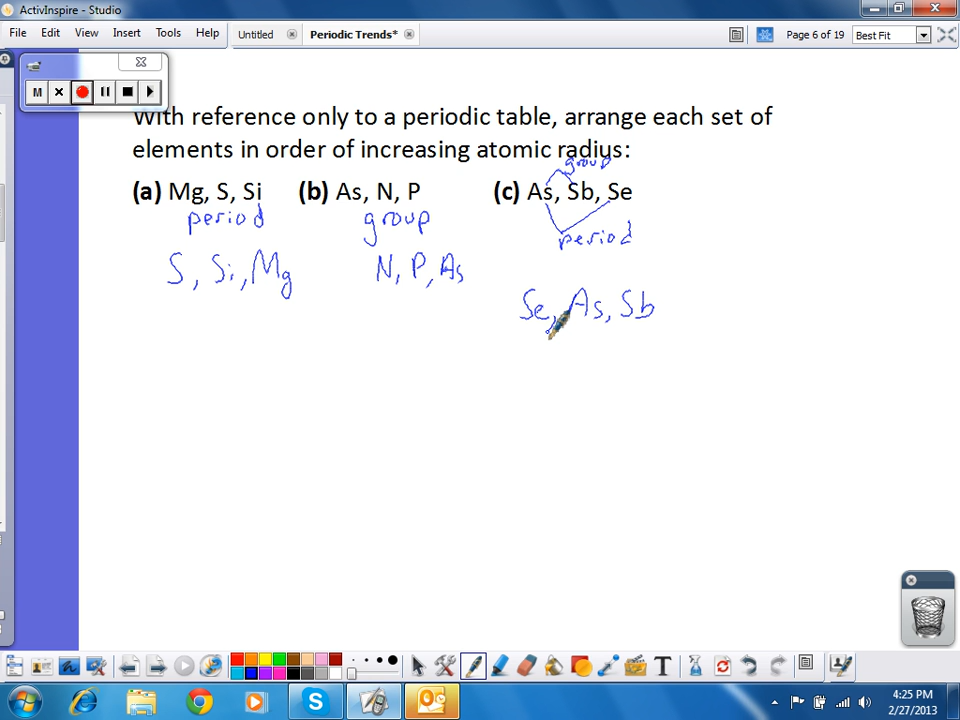 ActivInspire - Studio
File Edit View Insert Tools Help Untitled Periodic Trends* Page 6 of 19 Best Fit
M
With reference only to a periodic table, arrange each set of
elements in order of increasing atomic radius:
group
(a) Mg, S, Si (b) As, N, P (c) As, Sb, Se
period group period
S, Si, Mg N, P, As
Se, As, Sb
T
4:25 PM
2/27/2013